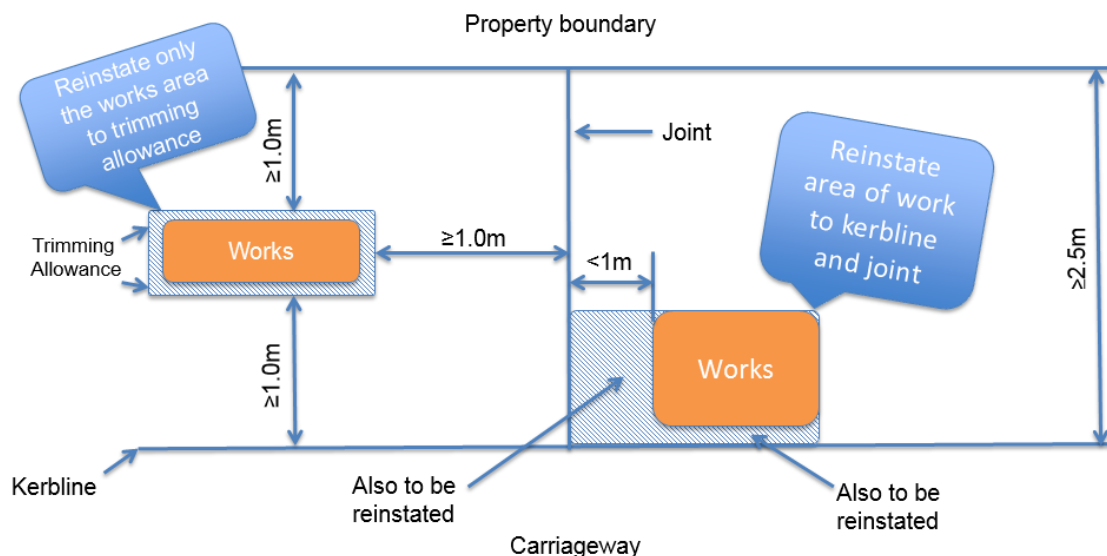 Property boundary
Reinstate only
the works area
to trimming
allowance
≥1.0m
Joint
Reinstate
area of work
to kerbline
and joint
≥2.5m
Trimming
Allowance
Works
≥1.0m
<1m
≥1.0m
Works
Kerbline
Also to be
reinstated
Also to be
reinstated
Carriageway